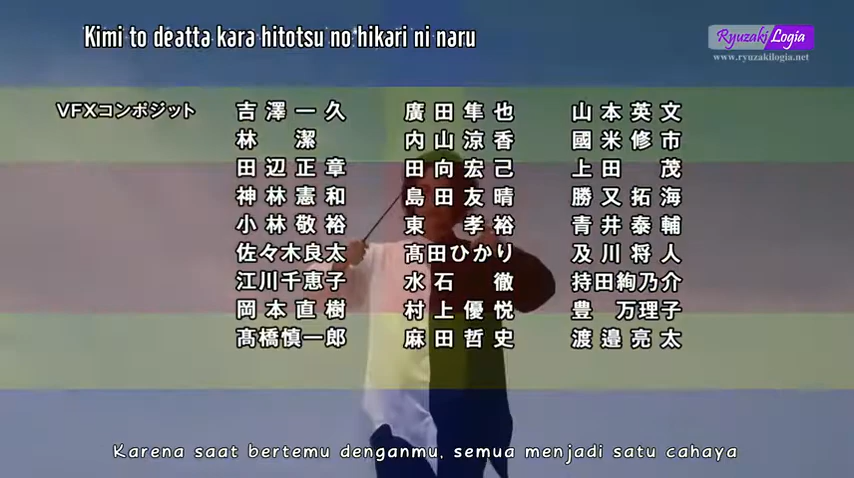 Kimi to deatta kara hitotsu no hikari ni naru
Ryuzaki Logia
www.ryuzakilogia.net
VFXコンポジット 吉澤一久 廣田隼也 山本英文
林 潔 内山涼香 國米修市
田辺正章 田向宏己 上田 茂
神林憲和 島田友晴 勝又拓海
小林敬裕 東 孝裕 青井泰輔
佐々木良太 髙田ひかり 及川将人
江川千恵子 水石 徹 持田絢乃介
岡本直樹 村上優悦 豊 万理子
髙橋慎一郎 麻田哲史 渡邉亮太
Karena saat bertemu denganmu, semua menjadi satu cahaya